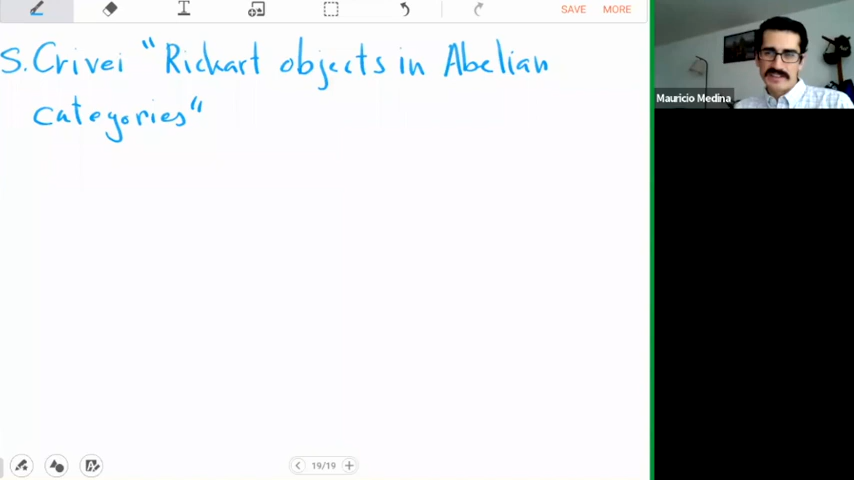 SAVE MORE
S. Crivei "Rickart objects in Abelian
categories"
Mauricio Medina
19/19